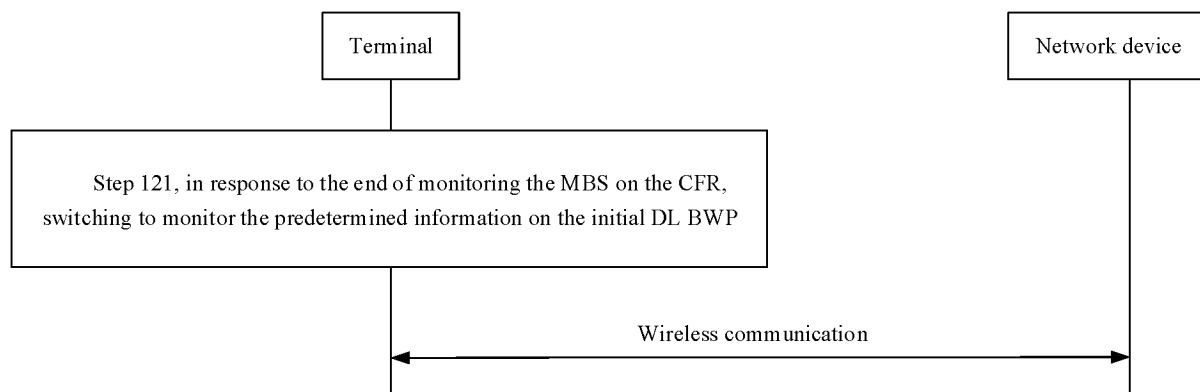 Terminal
Network device
Step 121, in response to the end of monitoring the MBS on the CFR,
switching to monitor the predetermined information on the initial DL BWP
Wireless communication